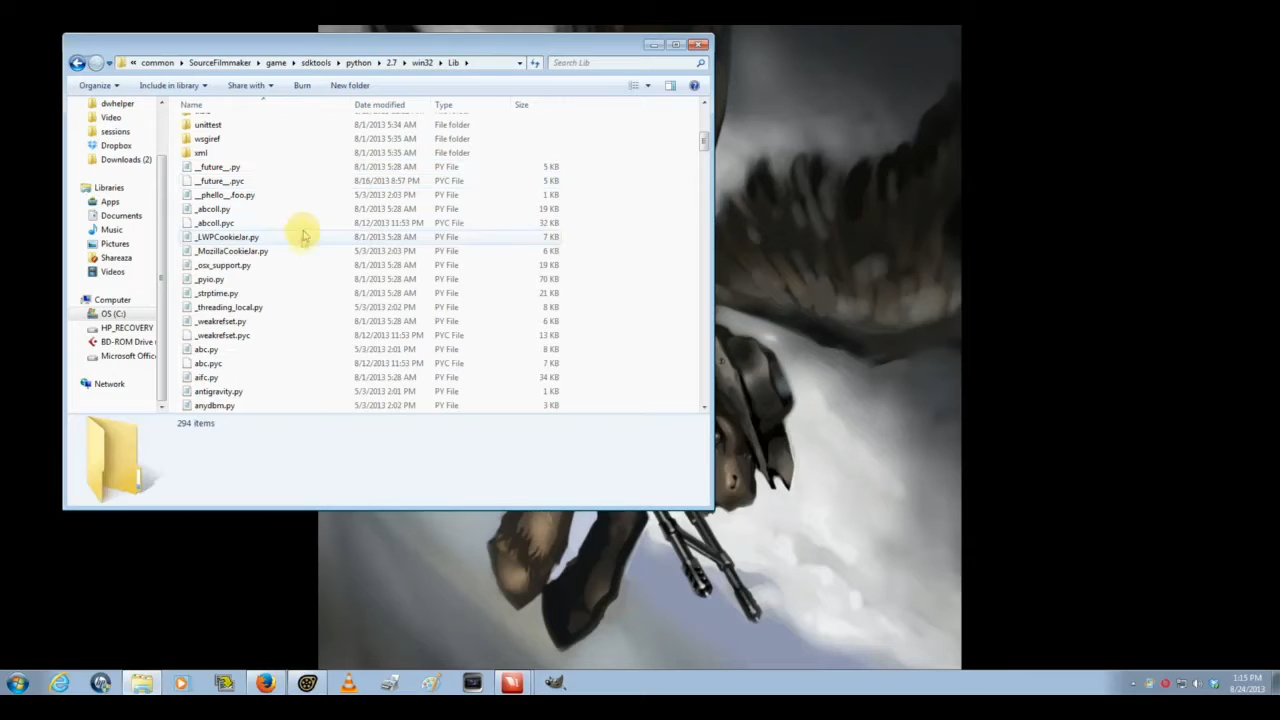 « common ▸ SourceFilmmaker ▸ game ▸ sdktools ▸ python ▸ 2.7 ▸ win32 ▸ Lib ▸ Search Lib
Organize Include in library Share with Burn New folder
dwhelper
Video
sessions
Dropbox
Downloads (2)
Libraries
Apps
Documents
Music
Pictures
Shareaza
Videos
Computer
OS (C:)
HP_RECOVERY
BD-ROM Drive
Microsoft Office
Network
Name Date modified Type Size
unittest 8/1/2013 5:34 AM File folder
wsgiref 8/1/2013 5:35 AM File folder
xml 8/1/2013 5:35 AM File folder
__future__.py 8/1/2013 5:28 AM PY File 5 KB
__future__.pyc 8/16/2013 8:57 PM PYC File 5 KB
__phello__.foo.py 5/3/2013 2:03 PM PY File 1 KB
_abcoll.py 8/1/2013 5:28 AM PY File 19 KB
_abcoll.pyc 8/12/2013 11:53 PM PYC File 32 KB
_LWPCookieJar.py 8/1/2013 5:28 AM PY File 7 KB
_MozillaCookieJar.py 5/3/2013 2:03 PM PY File 6 KB
_osx_support.py 8/1/2013 5:28 AM PY File 19 KB
_pyio.py 8/1/2013 5:28 AM PY File 70 KB
_strptime.py 8/1/2013 5:28 AM PY File 21 KB
_threading_local.py 5/3/2013 2:02 PM PY File 8 KB
_weakrefset.py 8/1/2013 5:28 AM PY File 6 KB
_weakrefset.pyc 8/12/2013 11:53 PM PYC File 13 KB
abc.py 5/3/2013 2:01 PM PY File 8 KB
abc.pyc 8/12/2013 11:53 PM PYC File 7 KB
aifc.py 8/1/2013 5:28 AM PY File 34 KB
antigravity.py 5/3/2013 2:01 PM PY File 1 KB
anydbm.py 5/3/2013 2:02 PM PY File 3 KB
294 items
1:15 PM
8/24/2013